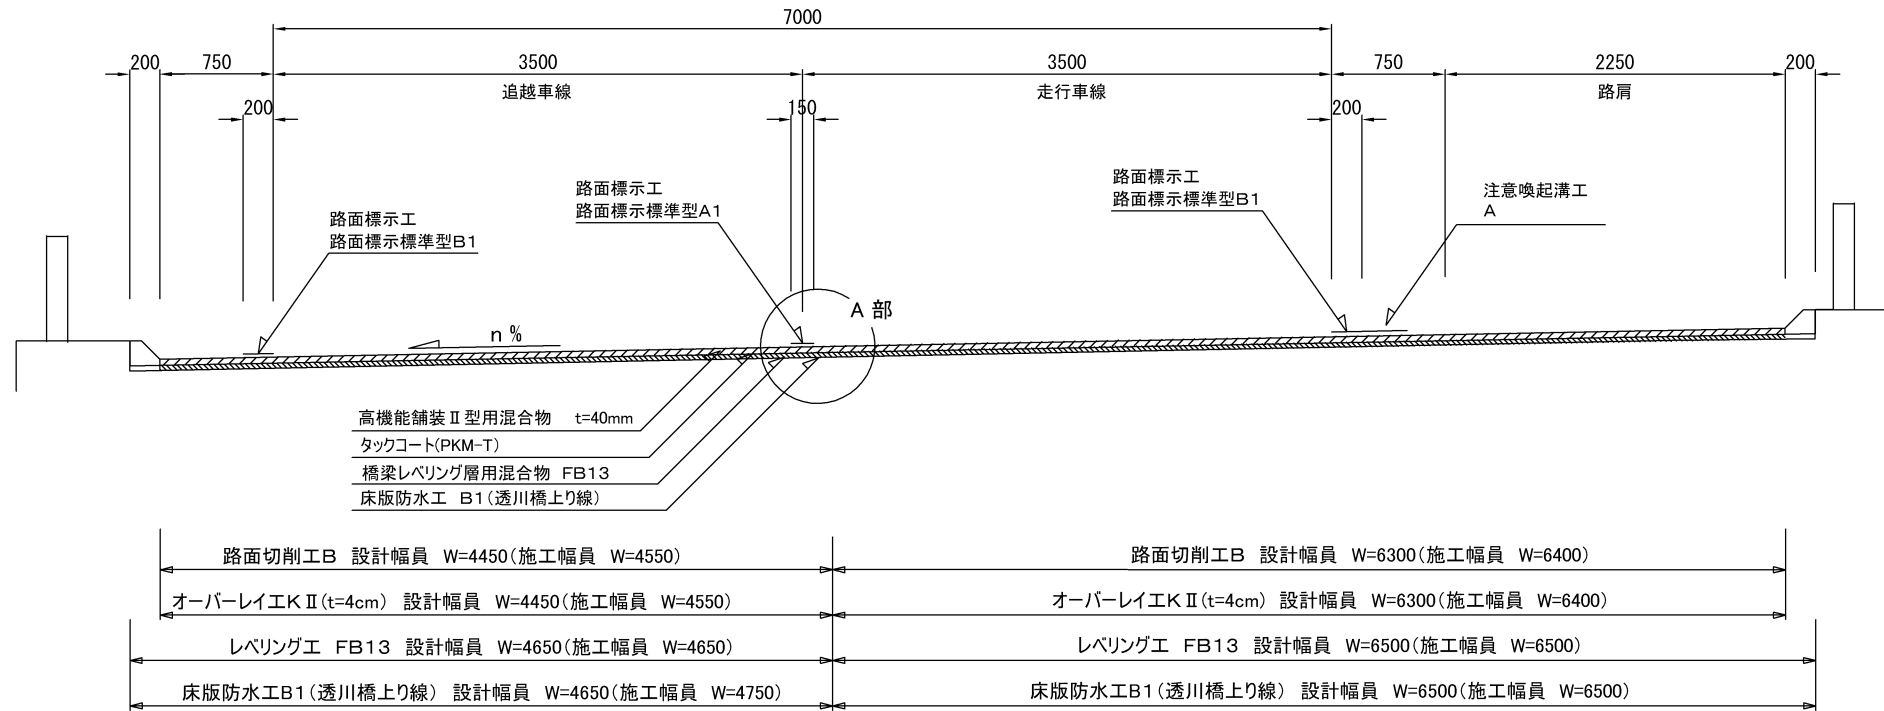 7000
200
750
3500
3500
750
2250
200
追越車線
走行車線
路肩
200
150
200
路面標示工
路面標示標準型B1
路面標示工
路面標示標準型A1
路面標示工
路面標示標準型B1
注意喚起溝工
A
A 部
n %
高機能舗装Ⅱ型用混合物 t=40mm
タックコート(PKM-T)
橋梁レベリング層用混合物 FB13
床版防水工 B1(透川橋上り線)
路面切削工B 設計幅員 W=4450(施工幅員 W=4550)
路面切削工B 設計幅員 W=6300(施工幅員 W=6400)
オーバーレイ工KⅡ(t=4cm) 設計幅員 W=4450(施工幅員 W=4550)
オーバーレイ工KⅡ(t=4cm) 設計幅員 W=6300(施工幅員 W=6400)
レベリング工 FB13 設計幅員 W=4650(施工幅員 W=4650)
レベリング工 FB13 設計幅員 W=6500(施工幅員 W=6500)
床版防水工B1(透川橋上り線) 設計幅員 W=4650(施工幅員 W=4750)
床版防水工B1(透川橋上り線) 設計幅員 W=6500(施工幅員 W=6500)